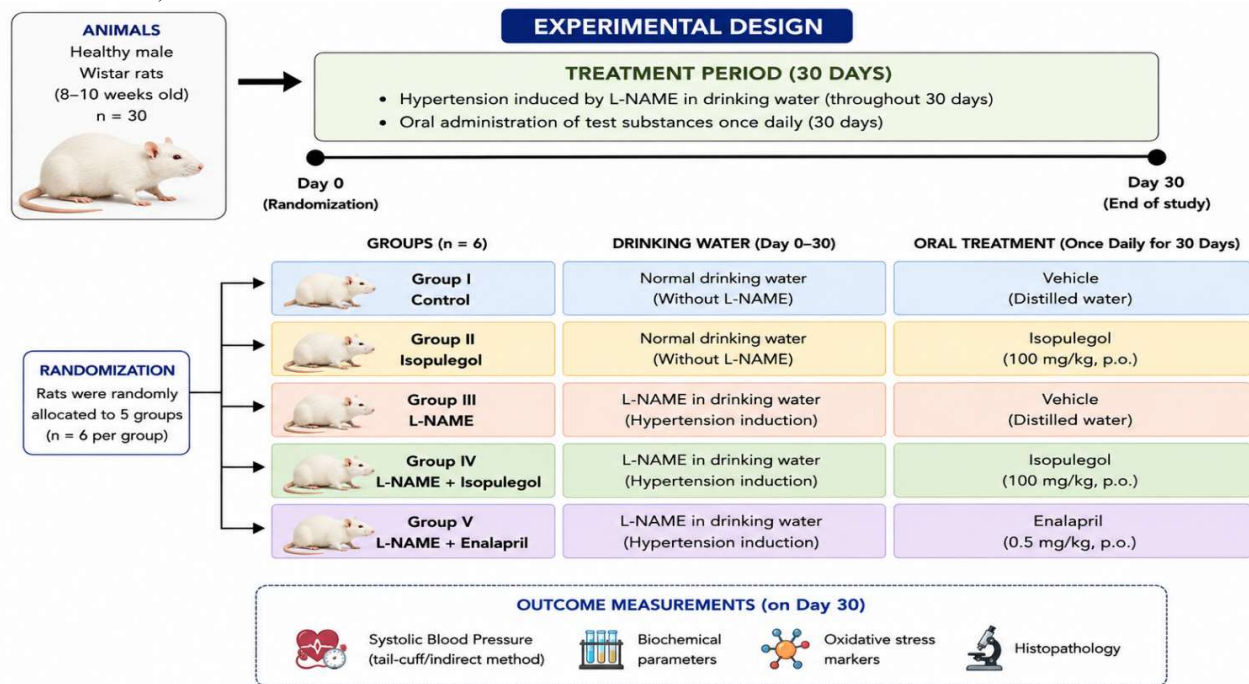 ANIMALS
Healthy male
Wistar rats
(8–10 weeks old)
n = 30
EXPERIMENTAL DESIGN
TREATMENT PERIOD (30 DAYS)
• Hypertension induced by L-NAME in drinking water (throughout 30 days)
• Oral administration of test substances once daily (30 days)
Day 0
(Randomization)
Day 30
(End of study)
GROUPS (n = 6)
DRINKING WATER (Day 0–30)
ORAL TREATMENT (Once Daily for 30 Days)
RANDOMIZATION
Rats were randomly
allocated to 5 groups
(n = 6 per group)
Group I
Control
Normal drinking water
(Without L-NAME)
Vehicle
(Distilled water)
Group II
Isopulegol
Normal drinking water
(Without L-NAME)
Isopulegol
(100 mg/kg, p.o.)
Group III
L-NAME
L-NAME in drinking water
(Hypertension induction)
Vehicle
(Distilled water)
Group IV
L-NAME + Isopulegol
L-NAME in drinking water
(Hypertension induction)
Isopulegol
(100 mg/kg, p.o.)
Group V
L-NAME + Enalapril
L-NAME in drinking water
(Hypertension induction)
Enalapril
(0.5 mg/kg, p.o.)
OUTCOME MEASUREMENTS (on Day 30)
Systolic Blood Pressure
(tail-cuff/indirect method)
Biochemical
parameters
Oxidative stress
markers
Histopathology